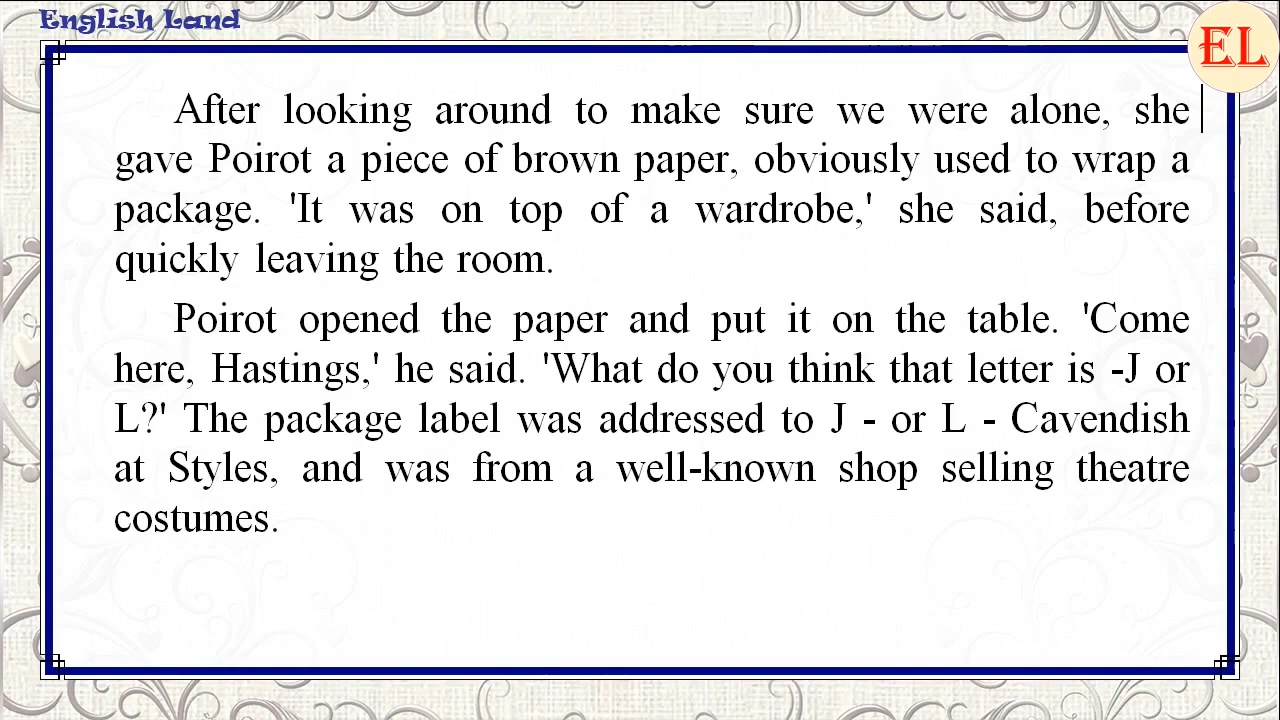 English Land
EL
After looking around to make sure we were alone, she
gave Poirot a piece of brown paper, obviously used to wrap a
package. 'It was on top of a wardrobe,' she said, before
quickly leaving the room.
Poirot opened the paper and put it on the table. 'Come
here, Hastings,' he said. 'What do you think that letter is -J or
L?' The package label was addressed to J - or L - Cavendish
at Styles, and was from a well-known shop selling theatre
costumes.